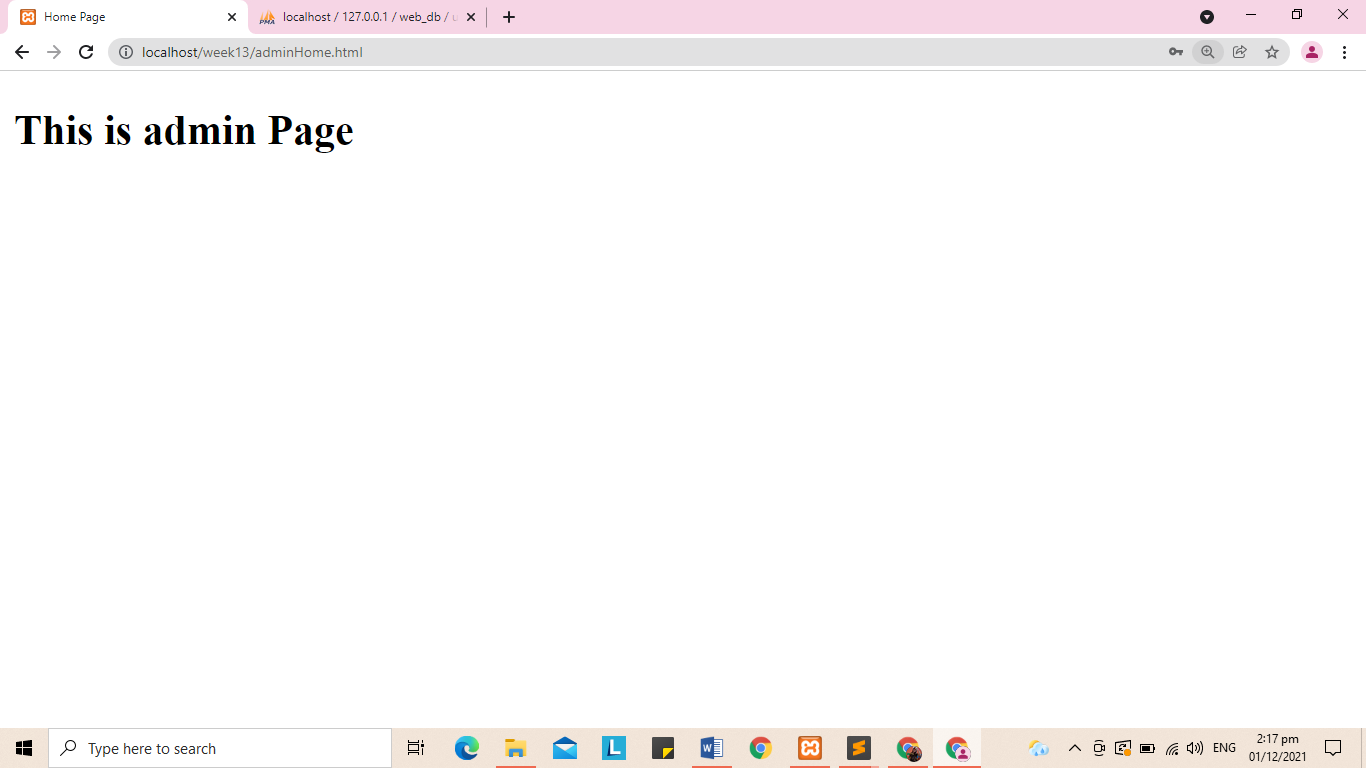 Home Page
localhost / 127.0.0.1 / web_db / u
PMA
localhost/week13/adminHome.html
This is admin Page
Type here to search
L
W
ENG
2:17 pm
01/12/2021